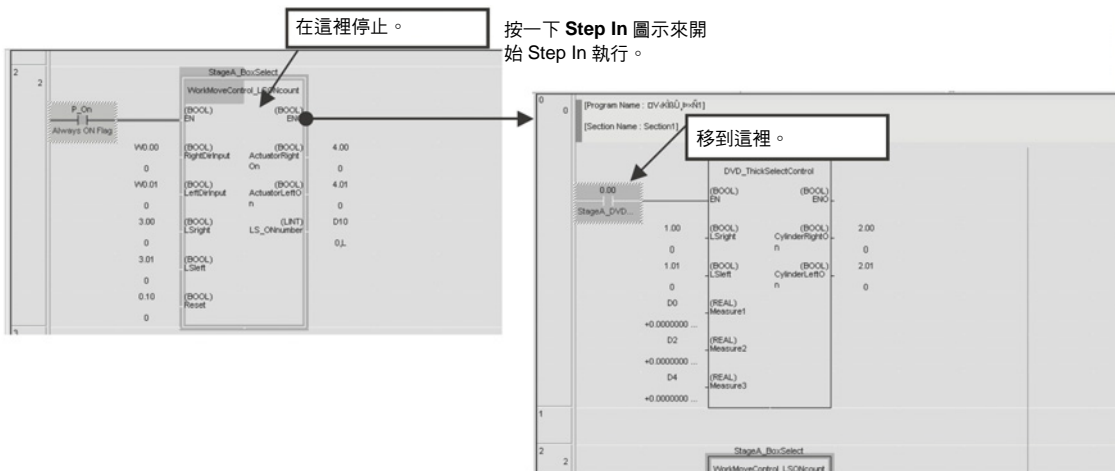 在這裡停止。
按一下 Step In 圖示來開
始 Step In 執行。
2
2
StageA_BoxSelect
WorkMoveControl_LSONcount
P_On
Always ON Flag
(BOOL) (BOOL)
EN ENO
W0.00 (BOOL) (BOOL) 4.00
RightDirInput ActuatorRight
On
0 0
W0.01 (BOOL) (BOOL) 4.01
LeftDirInput ActuatorLeftO
n
0 0
3.00 (BOOL) (LINT) D10
LSright LS_ONnumber
0 0,L
3.01 (BOOL)
LSleft
0
0.10 (BOOL)
Reset
0
3
0
0
[Program Name :
[Section Name : Section1]
移到這裡。
DVD_ThickSelectControl
0.00
StageA_DVD...
(BOOL) (BOOL)
EN ENO
1.00 (BOOL) (BOOL) 2.00
LSright CylinderRightO
n
0 0
1.01 (BOOL) (BOOL) 2.01
LSleft CylinderLeftO
n
0 0
D0 (REAL)
Measure1
+0.0000000 ...
D2 (REAL)
Measure2
+0.0000000 ...
D4 (REAL)
Measure3
+0.0000000 ...
1
2
2
StageA_BoxSelect
WorkMoveControl_LSONcount